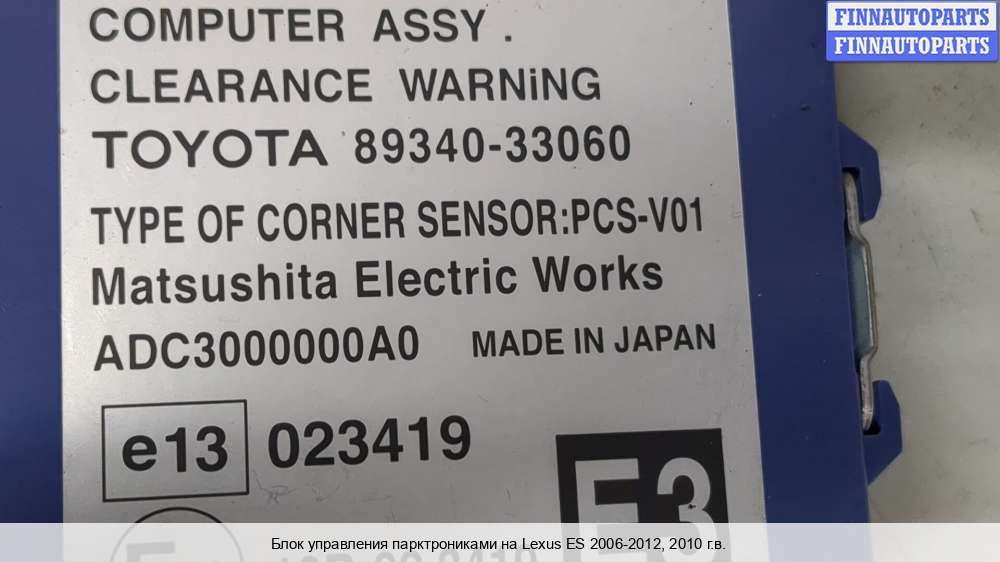 FINNAUTOPARTS
FINNAUTOPARTS
COMPUTER ASSY .
CLEARANCE WARNiNG
TOYOTA 89340-33060
TYPE OF CORNER SENSOR:PCS-V01
Matsushita Electric Works
ADC3000000A0 MADE IN JAPAN
e13 023419
E3
Блок управления парктрониками на Lexus ES 2006-2012, 2010 г.в.